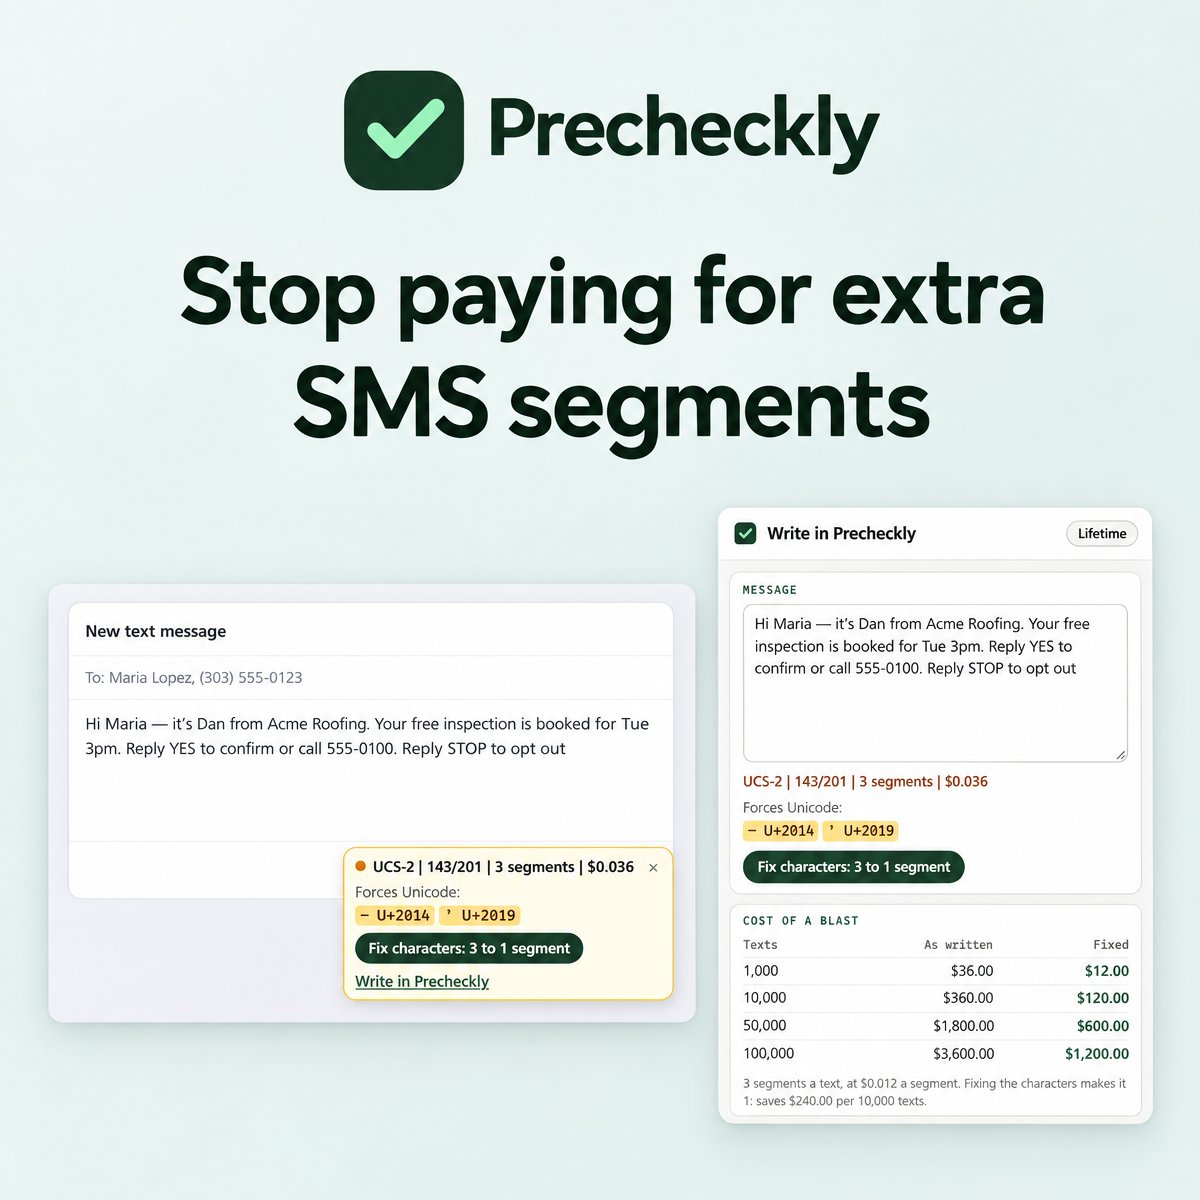 Precheckly
Stop paying for extra
SMS segments
New text message
To: Maria Lopez, (303) 555-0123
Hi Maria — it’s Dan from Acme Roofing. Your free inspection is booked for Tue
3pm. Reply YES to confirm or call 555-0100. Reply STOP to opt out
UCS-2 | 143/201 | 3 segments | $0.036 ×
Forces Unicode:
— U+2014 ’ U+2019
Fix characters: 3 to 1 segment
Write in Precheckly
Write in Precheckly Lifetime
MESSAGE
Hi Maria — it’s Dan from Acme Roofing. Your free
inspection is booked for Tue 3pm. Reply YES to
confirm or call 555-0100. Reply STOP to opt out
UCS-2 | 143/201 | 3 segments | $0.036
Forces Unicode:
— U+2014 ’ U+2019
Fix characters: 3 to 1 segment
COST OF A BLAST
Texts As written Fixed
1,000 $36.00 $12.00
10,000 $360.00 $120.00
50,000 $1,800.00 $600.00
100,000 $3,600.00 $1,200.00
3 segments a text, at $0.012 a segment. Fixing the characters makes it
1: saves $240.00 per 10,000 texts.